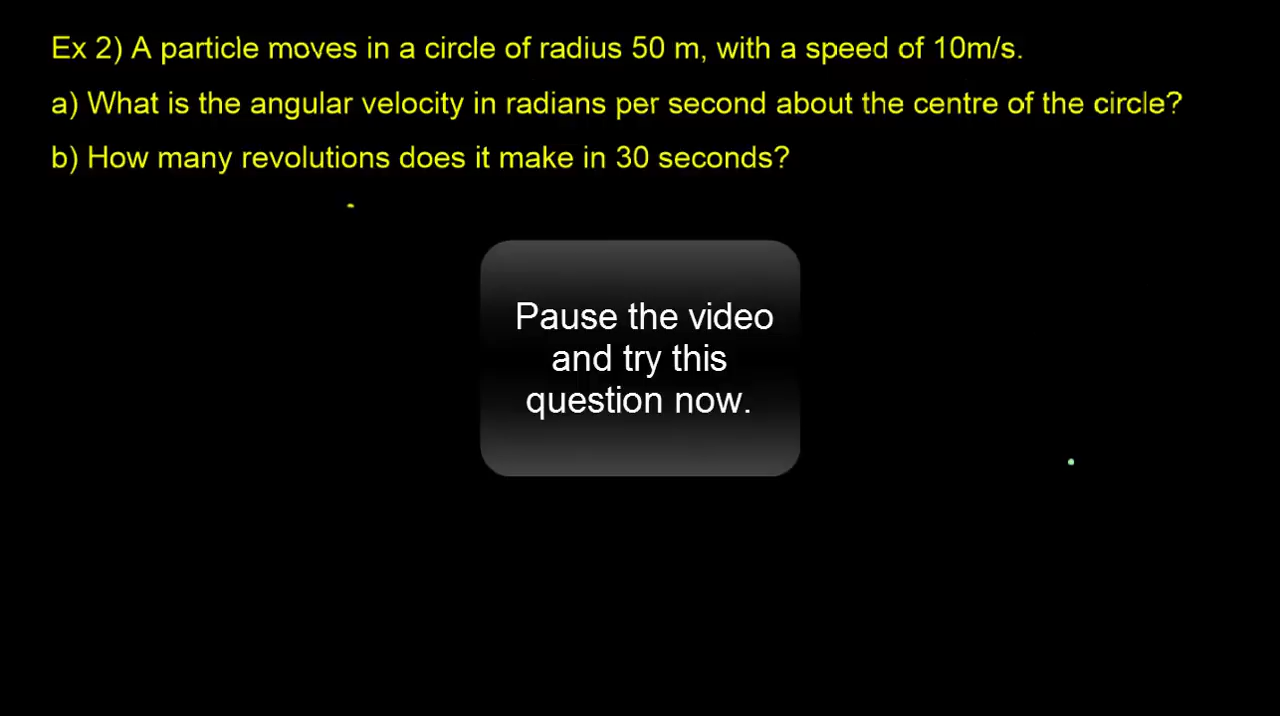 Ex 2) A particle moves in a circle of radius 50 m, with a speed of 10m/s.
a) What is the angular velocity in radians per second about the centre of the circle?
b) How many revolutions does it make in 30 seconds?
Pause the video
and try this
question now.